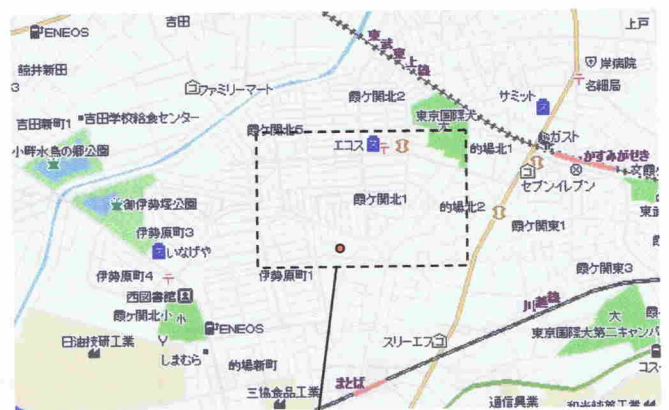 吉田
上戸
ENEOS
東武東上線
岸病院
鯨井新田
名細局
3
ファミリーマート
サミット
霞ケ関北2
吉田新町1
吉田学校給食センター
東京国際大
大
霞ケ関北5
ガスト
エコス
的場北1
かすみがせき
小畔水鳥の郷公園
文
セブンイレブン
霞ケ関北1
御伊勢塚公園
的場北2
伊勢原町3
霞ケ関東1
いなげや
伊勢原町4
伊勢原町1
霞ケ関東3
西図書館
川越線
霞ケ関北小
大
ENEOS
スリーエフ
東京国際大第二キャンパ
日油技研工業
しまむら
的場新町
まとば
コスー
三協食品工業
通信興業